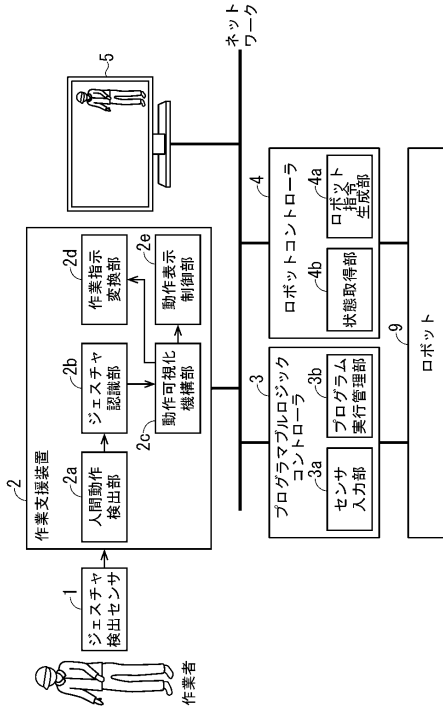 作業者
1
ジェスチャ
検出センサ
2
作業支援装置
2a
人間動作
検出部
2b
ジェスチャ
認識部
2c
動作可視化
機構部
2d
作業指示
変換部
2e
動作表示
制御部
5
ネット
ワーク
3
プログラマブルロジック
コントローラ
3a
センサ
入力部
3b
プログラム
実行管理部
4
ロボットコントローラ
4b
状態取得部
4a
ロボット
指令
生成部
9
ロボット